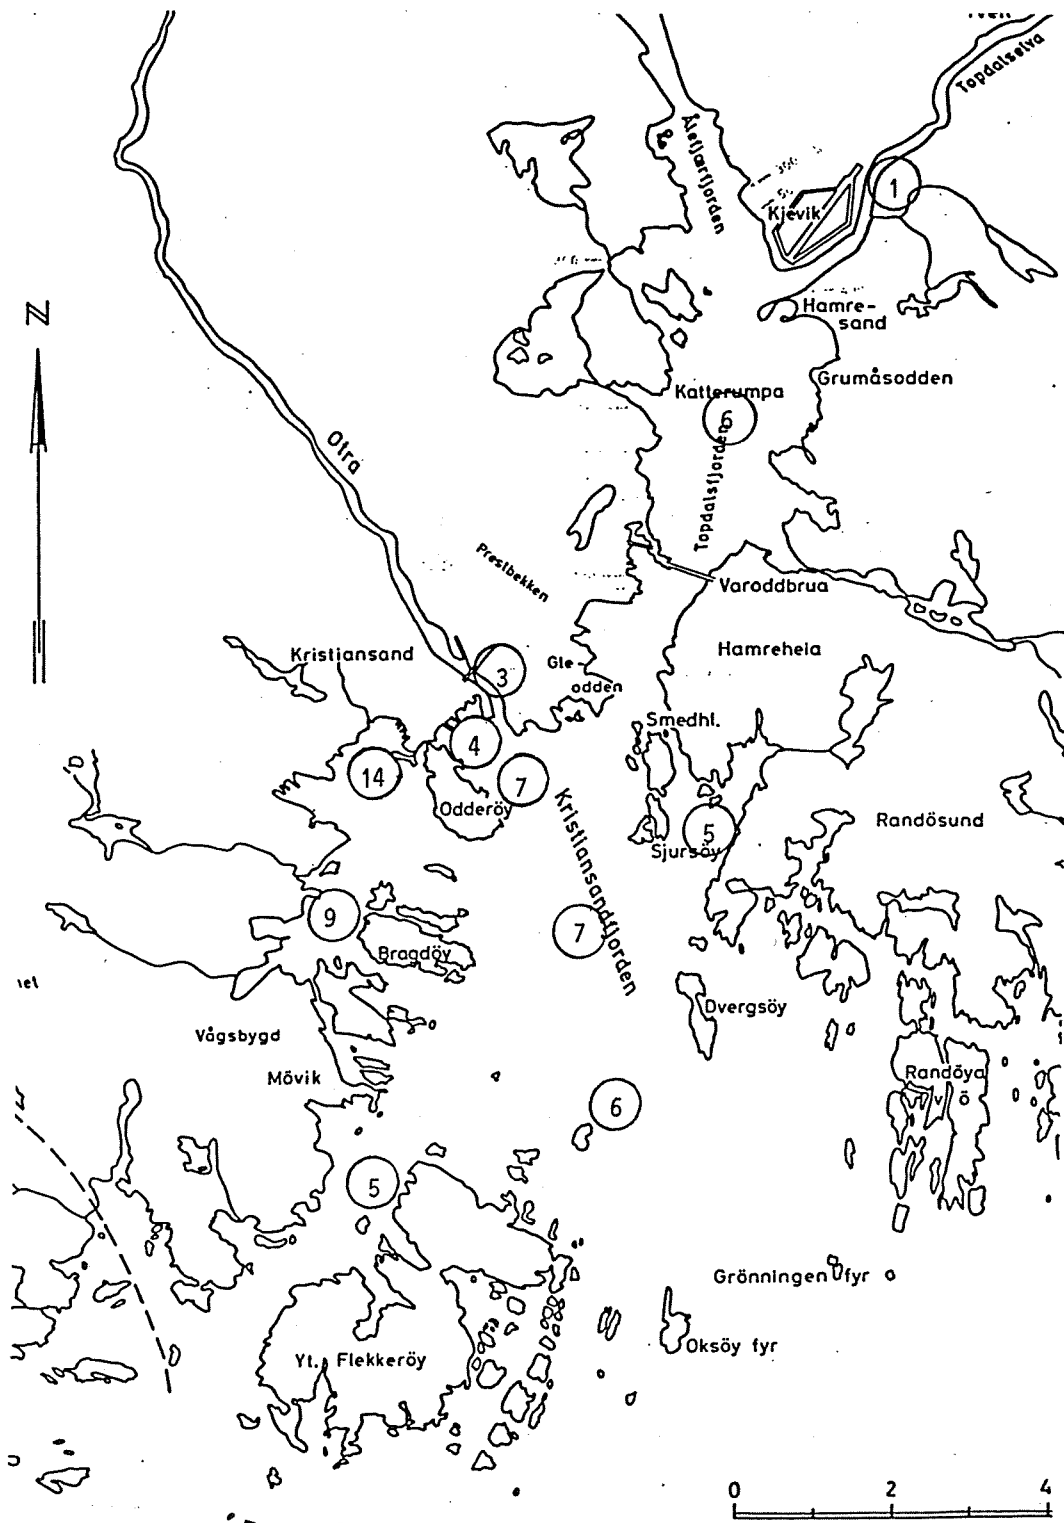 Topdalselva
Ålefjærfjorden
1
Kjevik
Hamre-
sand
N
Katterumpa
Grumåsodden
6
Topdalsfjorden
Otra
Prestbekken
Varoddbrua
Kristiansand
Hamreheia
Gle-
odden
3
Smedhl.
4
14
7
Odderöy
Kristiansandfjorden
5
Sjursöy
Randösund
9
7
Bragdöy
Dvergsöy
Vågsbygd
Mövik
Randöya
v ö
6
5
Grönningen fyr
Oksöy fyr
Yt. Flekkeröy
0 2 4